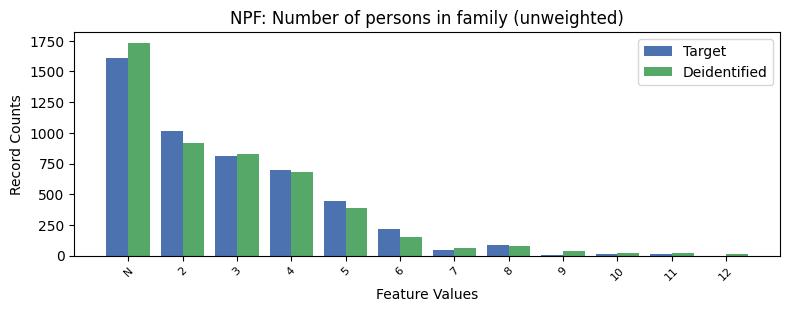 NPF: Number of persons in family (unweighted)
Target
Deidentified
Record Counts
1750
1500
1250
1000
750
500
250
0
N 2 3 4 5 6 7 8 9 10 11 12
Feature Values